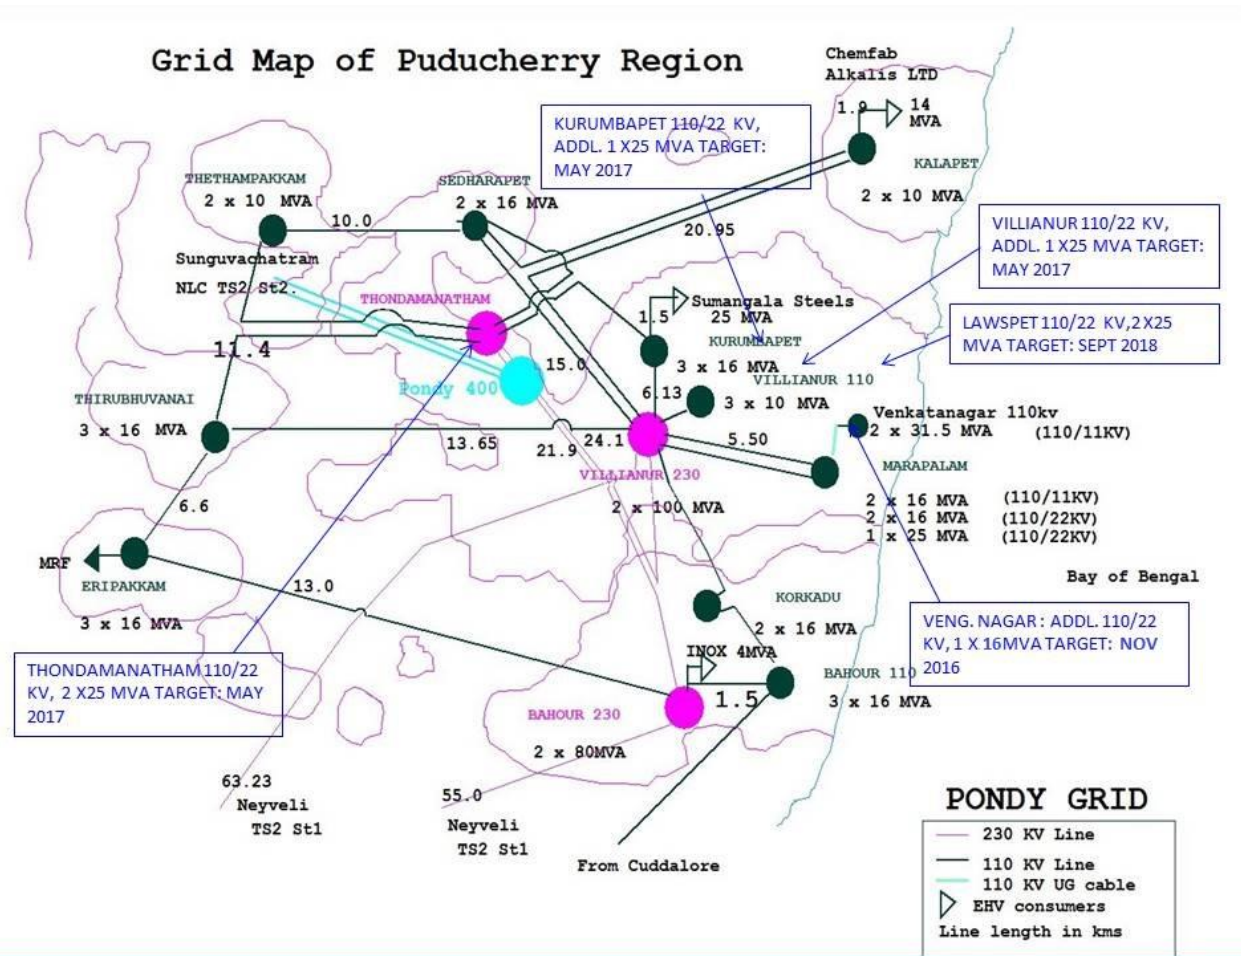 Grid Map of Puducherry Region
Chemfab
Alkalis LTD
1.9
14
MVA
KALAPET
2 x 10 MVA
KURUMBAPET 110/22 KV,
ADDL. 1 X25 MVA TARGET:
MAY 2017
THETHAMPAKKAM
2 x 10 MVA
SEDHARAPET
2 x 16 MVA
10.0
20.95
VILLIANUR 110/22 KV,
ADDL. 1 X25 MVA TARGET:
MAY 2017
Sunguvachatram
NLC TS2 St2.
THONDAMANATHAM
Sumangala Steels
25 MVA
1.5
KURUMBAPET
3 x 16 MVA
LAWSPET 110/22 KV,2 X25
MVA TARGET: SEPT 2018
11.4
15.0
Pondy 400
6.13
VILLIANUR 110
3 x 10 MVA
THIRUBHUVANAI
3 x 16 MVA
Venkatanagar 110kv
2 x 31.5 MVA (110/11KV)
13.65
21.9
24.1
5.50
VILLIANUR 230
2 x 100 MVA
MARAPALAM
2 x 16 MVA (110/11KV)
2 x 16 MVA (110/22KV)
1 x 25 MVA (110/22KV)
6.6
MRF
ERIPAKKAM
3 x 16 MVA
13.0
Bay of Bengal
KORKADU
2 x 16 MVA
VENG. NAGAR : ADDL. 110/22
KV, 1 X 16MVA TARGET: NOV
2016
THONDAMANATHAM 110/22
KV, 2 X25 MVA TARGET: MAY
2017
INOX 4MVA
BAHOUR 110
3 x 16 MVA
1.5
BAHOUR 230
2 x 80MVA
63.23
Neyveli
TS2 St1
55.0
Neyveli
TS2 St1
From Cuddalore
PONDY GRID
230 KV Line
110 KV Line
110 KV UG cable
EHV consumers
Line length in kms